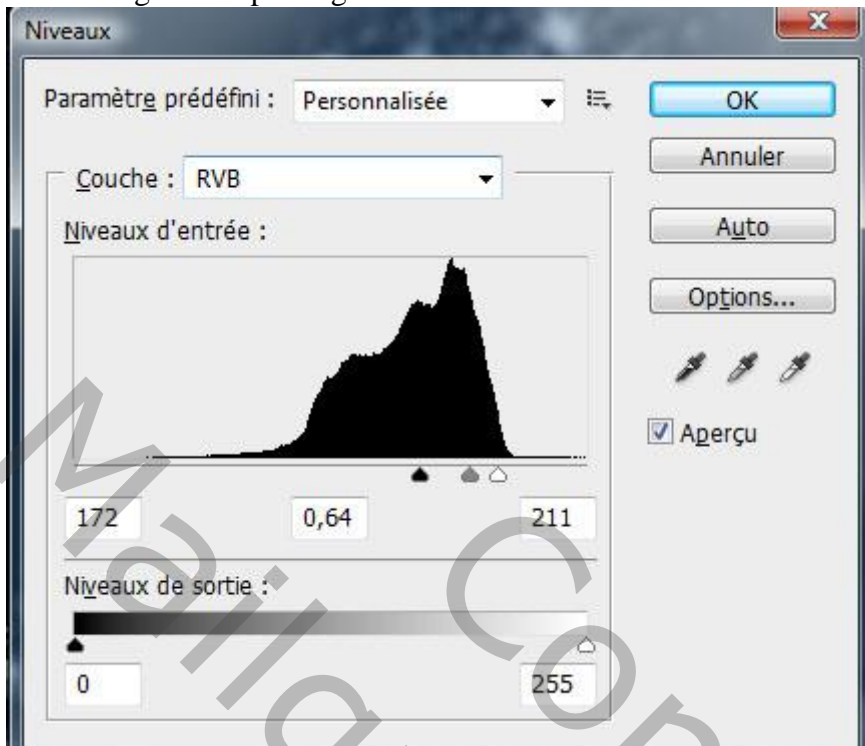 Niveaux
Paramètre prédéfini : Personnalisée
OK
Annuler
Couche : RVB
Niveaux d'entrée :
Auto
Options...
Aperçu
172 0,64 211
Niveaux de sortie :
0 255